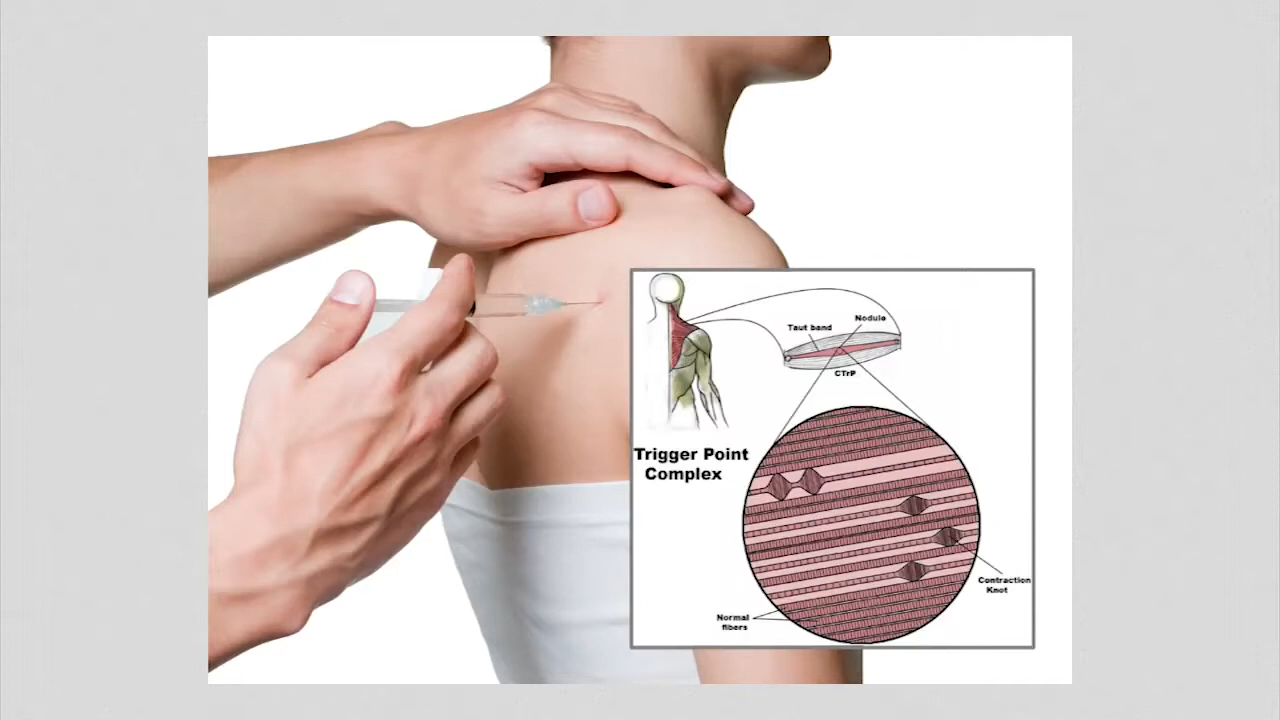 Nodule
Taut band
CTrP
Trigger Point
Complex
Contraction
Knot
Normal
fibers